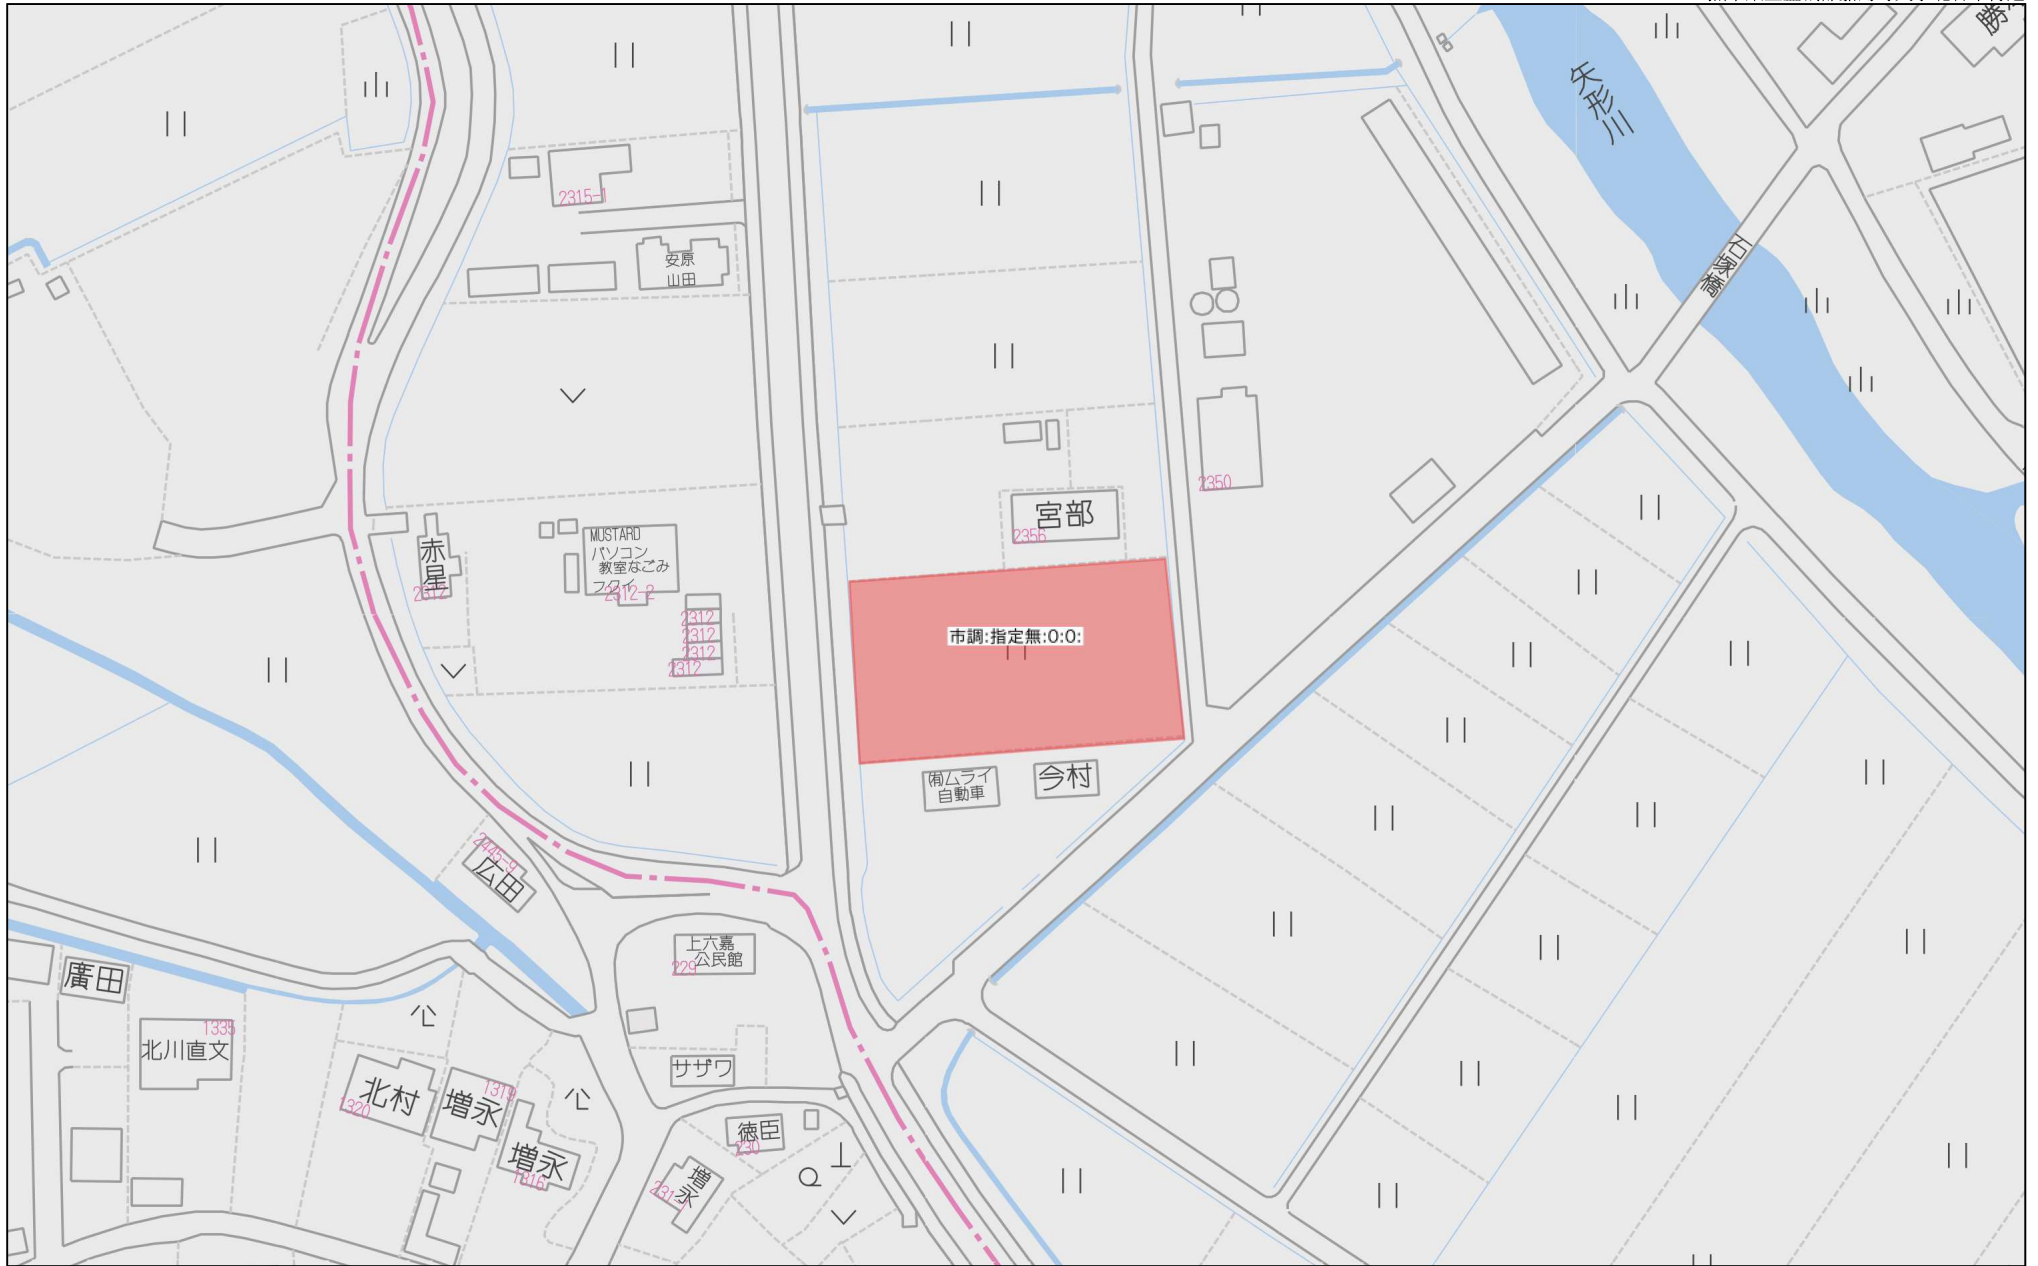 勝
矢形川
石塚橋
2315-1
安原
山田
2350
宮部
2356
MUSTARD
パソコン
教室なごみ
フクイ
2312-2
赤星
2312
2312
2312
2312
2312
市調:指定無:0:0:
㈲ムライ
自動車
今村
2445-9
広田
上六嘉
公民館
229
廣田
1335
北川直文
北村
1320
1319
増永
増永
1316
サザワ
徳臣
230
増永